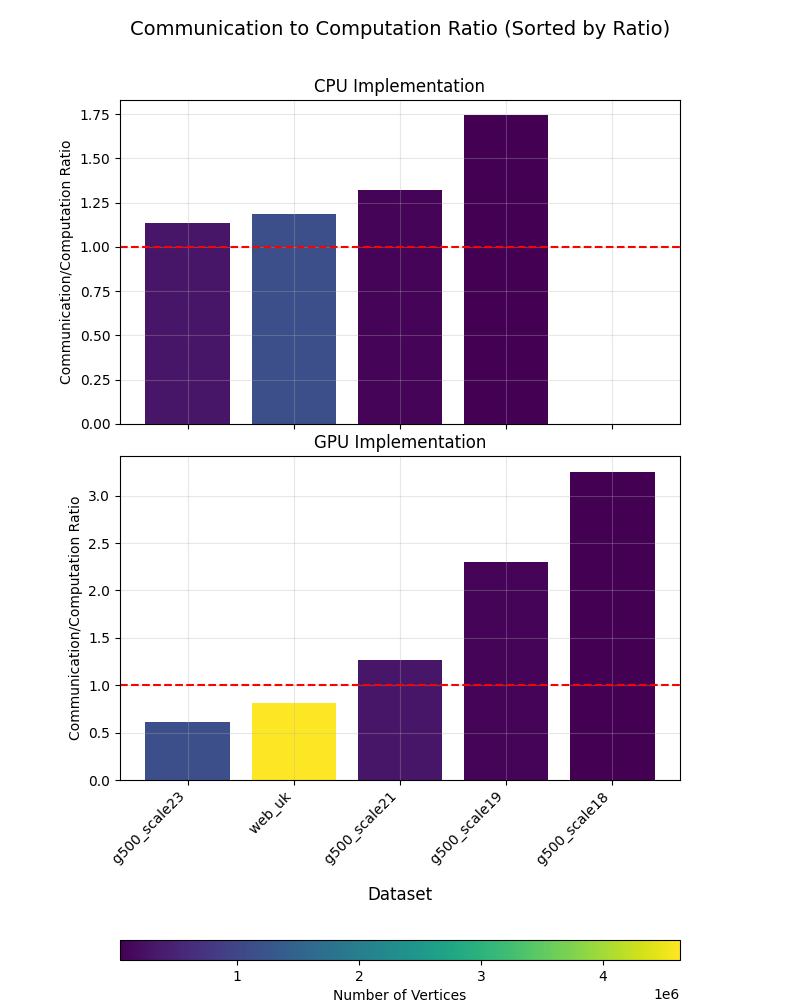 Communication to Computation Ratio (Sorted by Ratio)
CPU Implementation
Communication/Computation Ratio
1.75
1.50
1.25
1.00
0.75
0.50
0.25
0.00
GPU Implementation
Communication/Computation Ratio
3.0
2.5
2.0
1.5
1.0
0.5
0.0
g500_scale23
web_uk
g500_scale21
g500_scale19
g500_scale18
Dataset
1 2 3 4
1e6
Number of Vertices